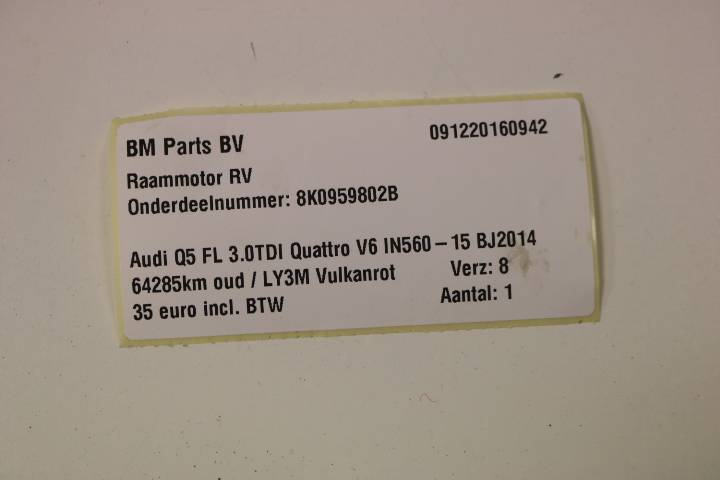 BM Parts BV 091220160942
Raammotor RV
Onderdeelnummer: 8K0959802B
Audi Q5 FL 3.0TDI Quattro V6 IN560-15 BJ2014
64285km oud / LY3M Vulkanrot Verz: 8
35 euro incl. BTW Aantal: 1